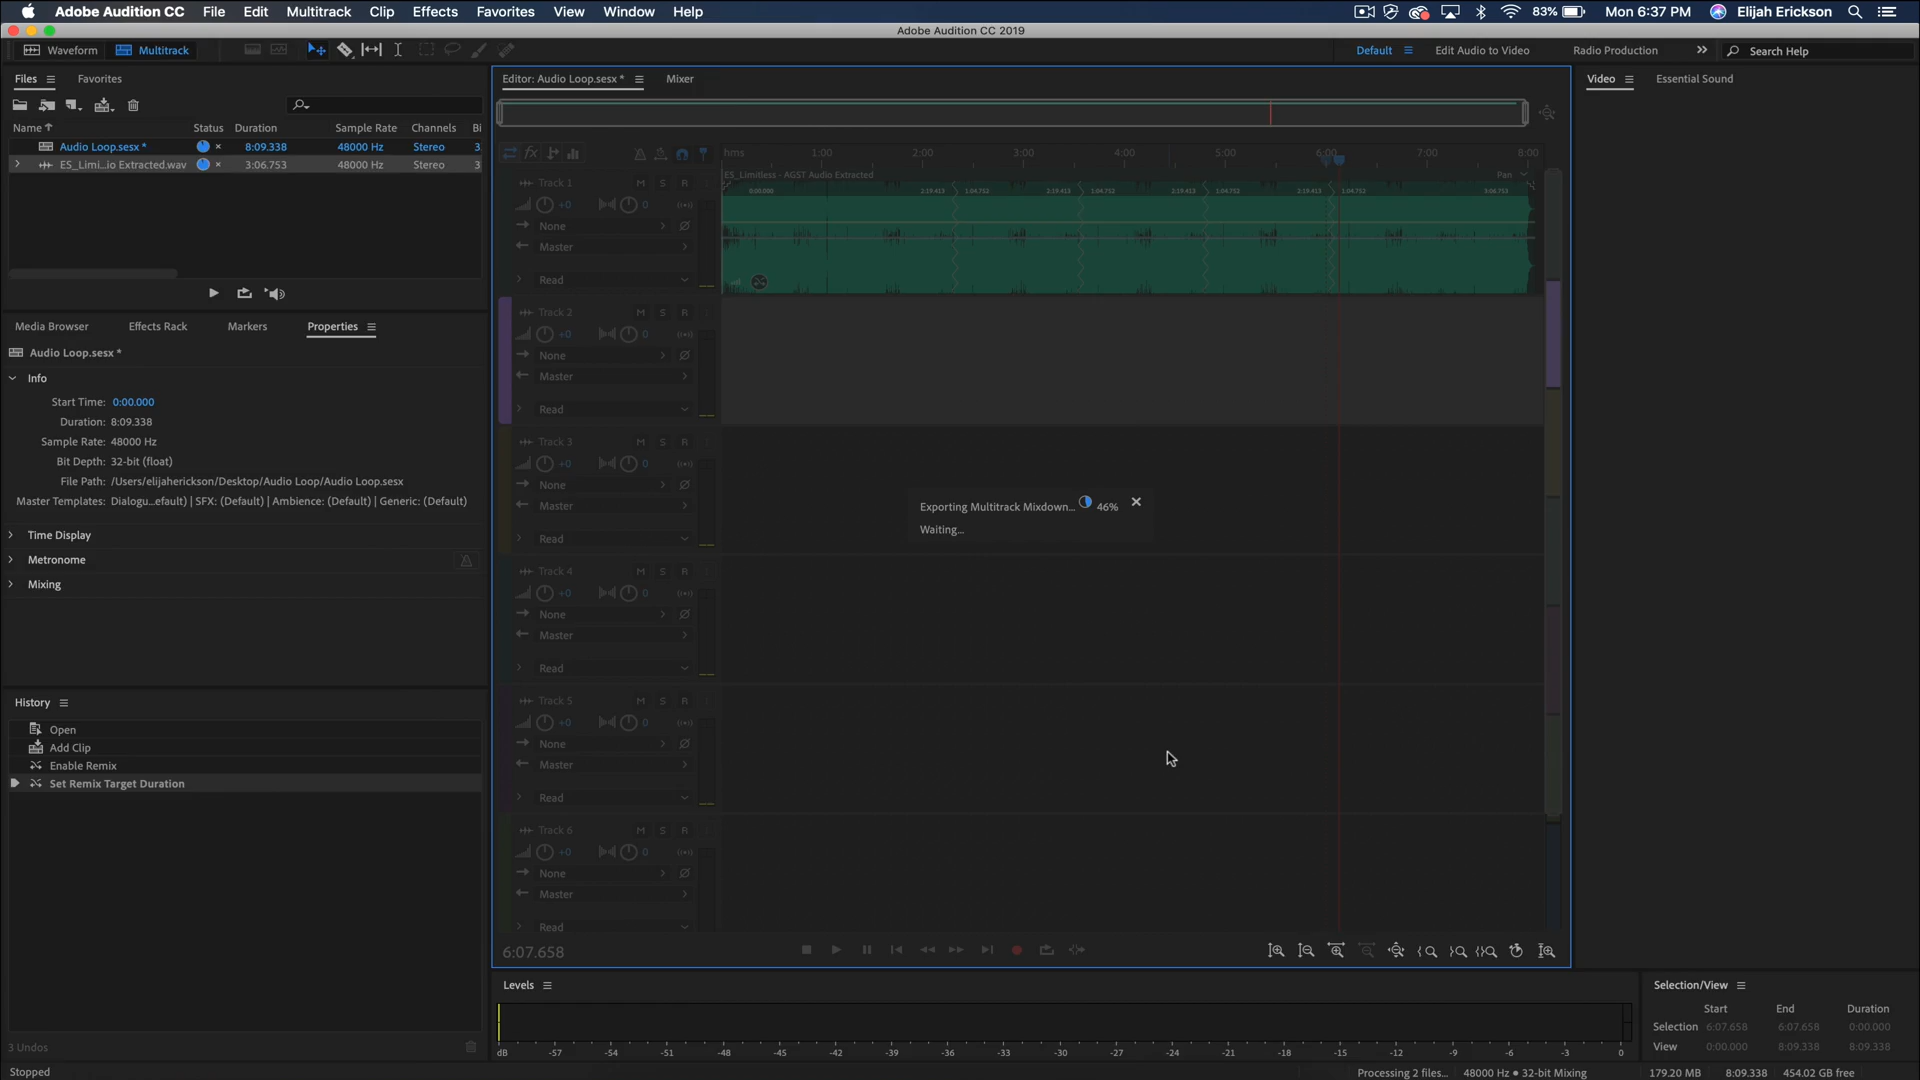 Adobe Audition CC File Edit Multitrack Clip Effects Favorites View Window Help 83% Mon 6:37 PM Elijah Erickson
Adobe Audition CC 2019
Waveform Multitrack Default Edit Audio to Video Radio Production Search Help
Files Favorites
Name Status Duration Sample Rate Channels Bi
Audio Loop.sesx * 8:09.338 48000 Hz Stereo 3
ES_Limi...io Extracted.wav 3:06.753 48000 Hz Stereo 3
Media Browser Effects Rack Markers Properties
Audio Loop.sesx *
Info
Start Time: 0:00.000
Duration: 8:09.338
Sample Rate: 48000 Hz
Bit Depth: 32-bit (float)
File Path: /Users/elijaherickson/Desktop/Audio Loop/Audio Loop.sesx
Master Templates: Dialogu...efault) | SFX: (Default) | Ambience: (Default) | Generic: (Default)
Time Display
Metronome
Mixing
History
Open
Add Clip
Enable Remix
Set Remix Target Duration
3 Undos
Stopped
Editor: Audio Loop.sesx * Mixer
fx hms 1:00 2:00 3:00 4:00 5:00 6:00 7:00 8:00
ES_Limitless - AGST Audio Extracted Pan
0:00.000 2:19.413 1:04.752 2:19.413 1:04.752 2:19.413 1:04.752 2:19.413 1:04.752 3:06.753
Track 1 M S R
+0 0
None
Master
Read
Track 2 M S R
+0 0
None
Master
Read
Track 3 M S R
+0 0
None
Master
Read
Exporting Multitrack Mixdown... 46%
Waiting...
Track 4 M S R
+0 0
None
Master
Read
Track 5 M S R
+0 0
None
Master
Read
Track 6 M S R
+0 0
None
Master
Read
6:07.658
Levels
dB -57 -54 -51 -48 -45 -42 -39 -36 -33 -30 -27 -24 -21 -18 -15 -12 -9 -6 -3 0
Video Essential Sound
Selection/View
Start End Duration
Selection 6:07.658 6:07.658 0:00.000
View 0:00.000 8:09.338 8:09.338
Processing 2 files... 48000 Hz • 32-bit Mixing 179.20 MB 8:09.338 454.02 GB free